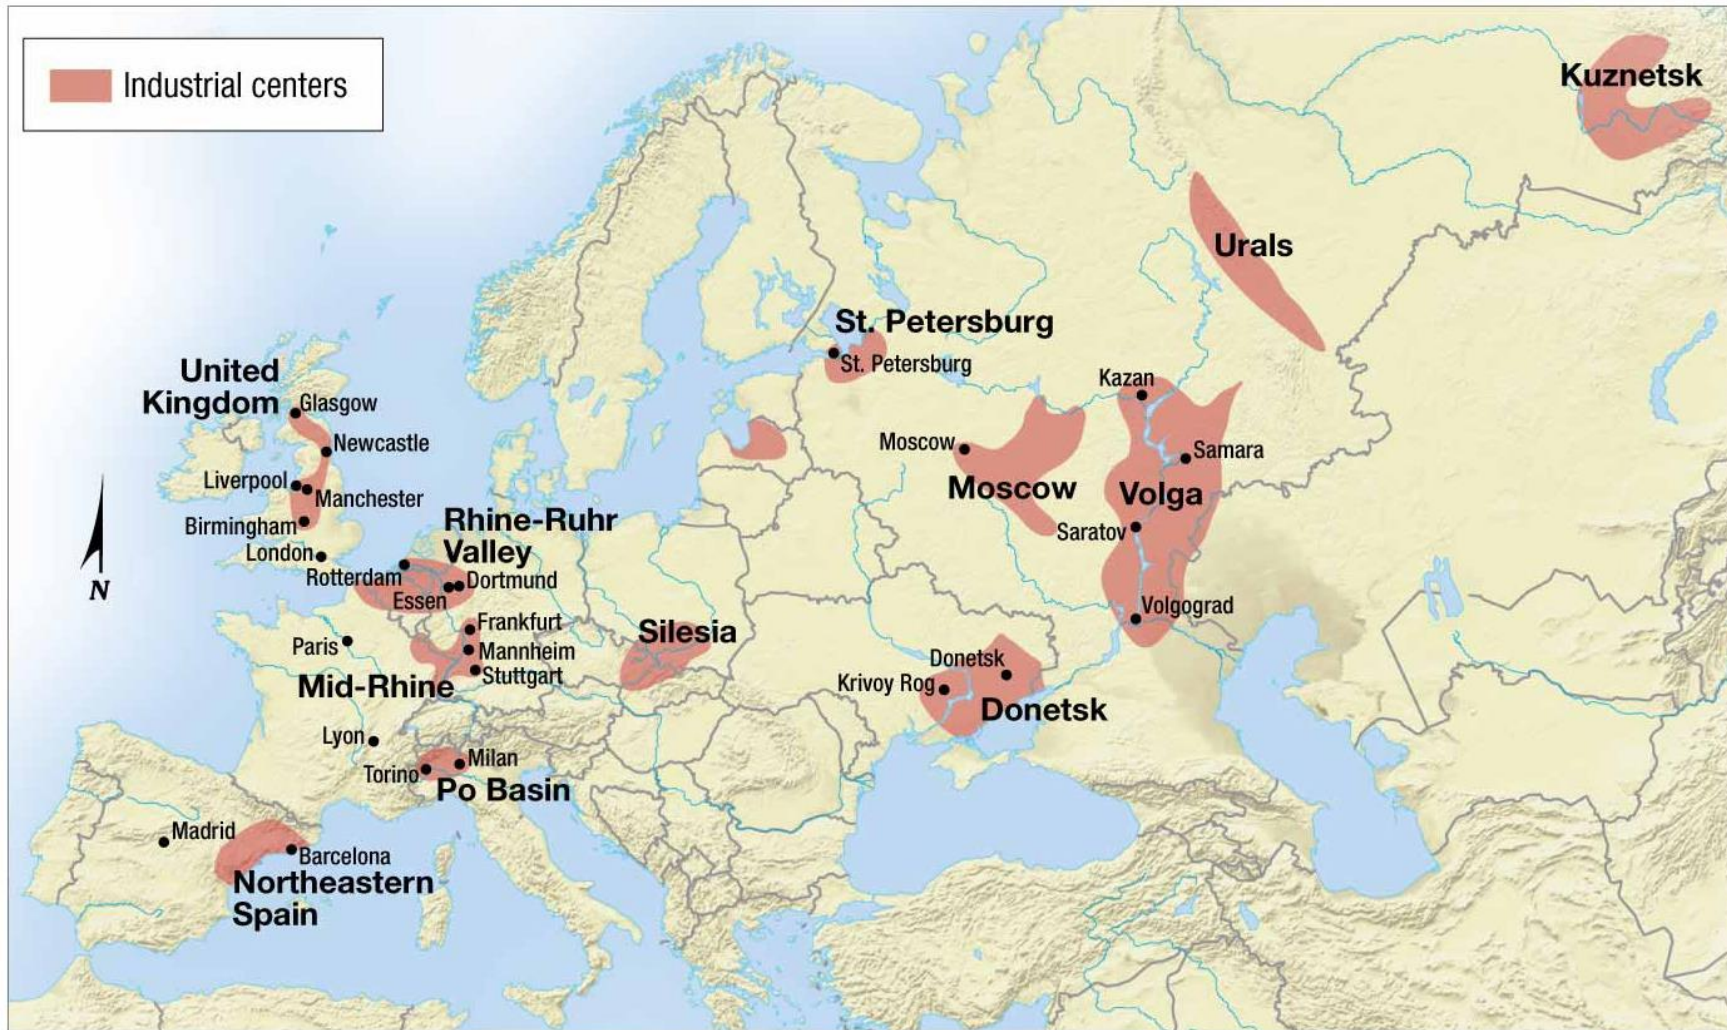 Industrial centers
Kuznetsk
Urals
St. Petersburg
St. Petersburg
United
Kingdom
Glasgow
Newcastle
Liverpool
Manchester
Birmingham
London
Kazan
Moscow
Samara
Moscow
Volga
Saratov
Volgograd
Rhine-Ruhr
Valley
Rotterdam
Dortmund
Essen
N
Frankfurt
Paris
Mannheim
Stuttgart
Mid-Rhine
Silesia
Donetsk
Krivoy Rog
Donetsk
Lyon
Torino
Milan
Po Basin
Madrid
Barcelona
Northeastern
Spain